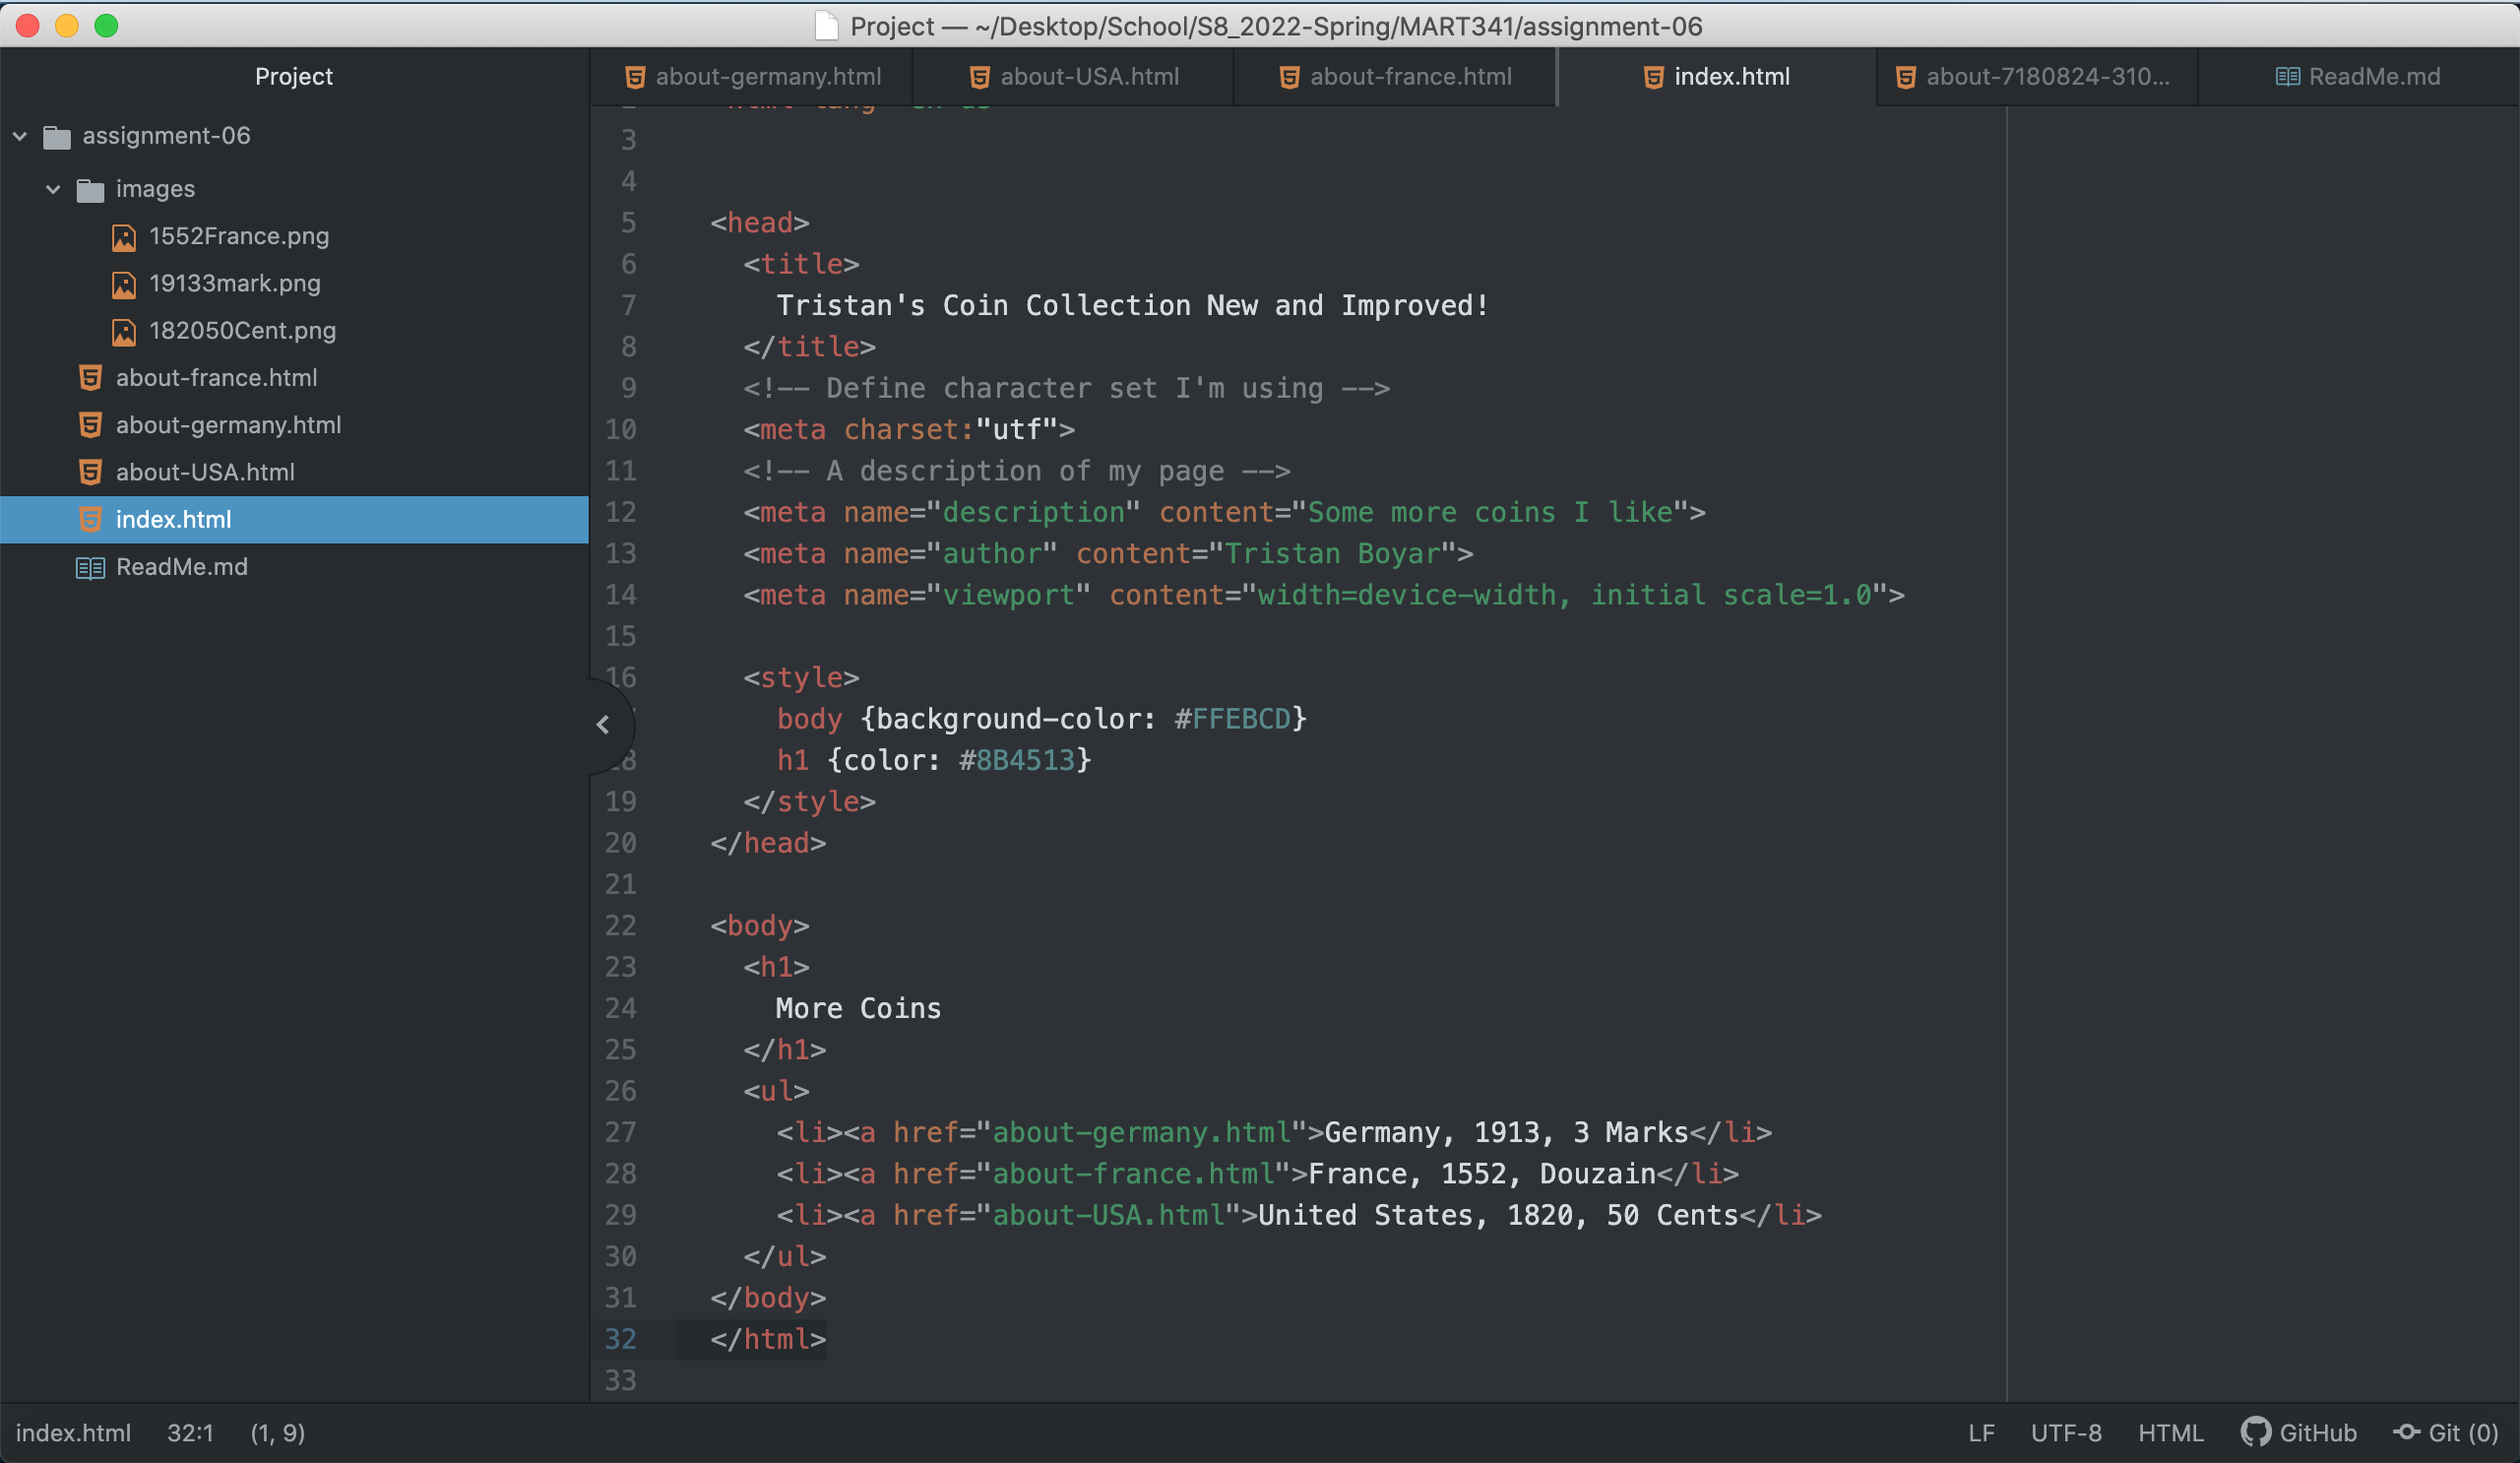 Project — ~/Desktop/School/S8_2022-Spring/MART341/assignment-06
Project
about-germany.html
about-USA.html
about-france.html
index.html
about-7180824-310...
ReadMe.md
assignment-06
images
1552France.png
19133mark.png
182050Cent.png
about-france.html
about-germany.html
about-USA.html
index.html
ReadMe.md
3
4
5 <head>
6 <title>
7 Tristan's Coin Collection New and Improved!
8 </title>
9 <!-- Define character set I'm using -->
10 <meta charset:"utf">
11 <!-- A description of my page -->
12 <meta name="description" content="Some more coins I like">
13 <meta name="author" content="Tristan Boyar">
14 <meta name="viewport" content="width=device-width, initial scale=1.0">
15
16 <style>
body {background-color: #FFEBCD}
8 h1 {color: #8B4513}
19 </style>
20 </head>
21
22 <body>
23 <h1>
24 More Coins
25 </h1>
26 <ul>
27 <li><a href="about-germany.html">Germany, 1913, 3 Marks</li>
28 <li><a href="about-france.html">France, 1552, Douzain</li>
29 <li><a href="about-USA.html">United States, 1820, 50 Cents</li>
30 </ul>
31 </body>
32 </html>
33
index.html 32:1 (1, 9) LF UTF-8 HTML GitHub Git (0)